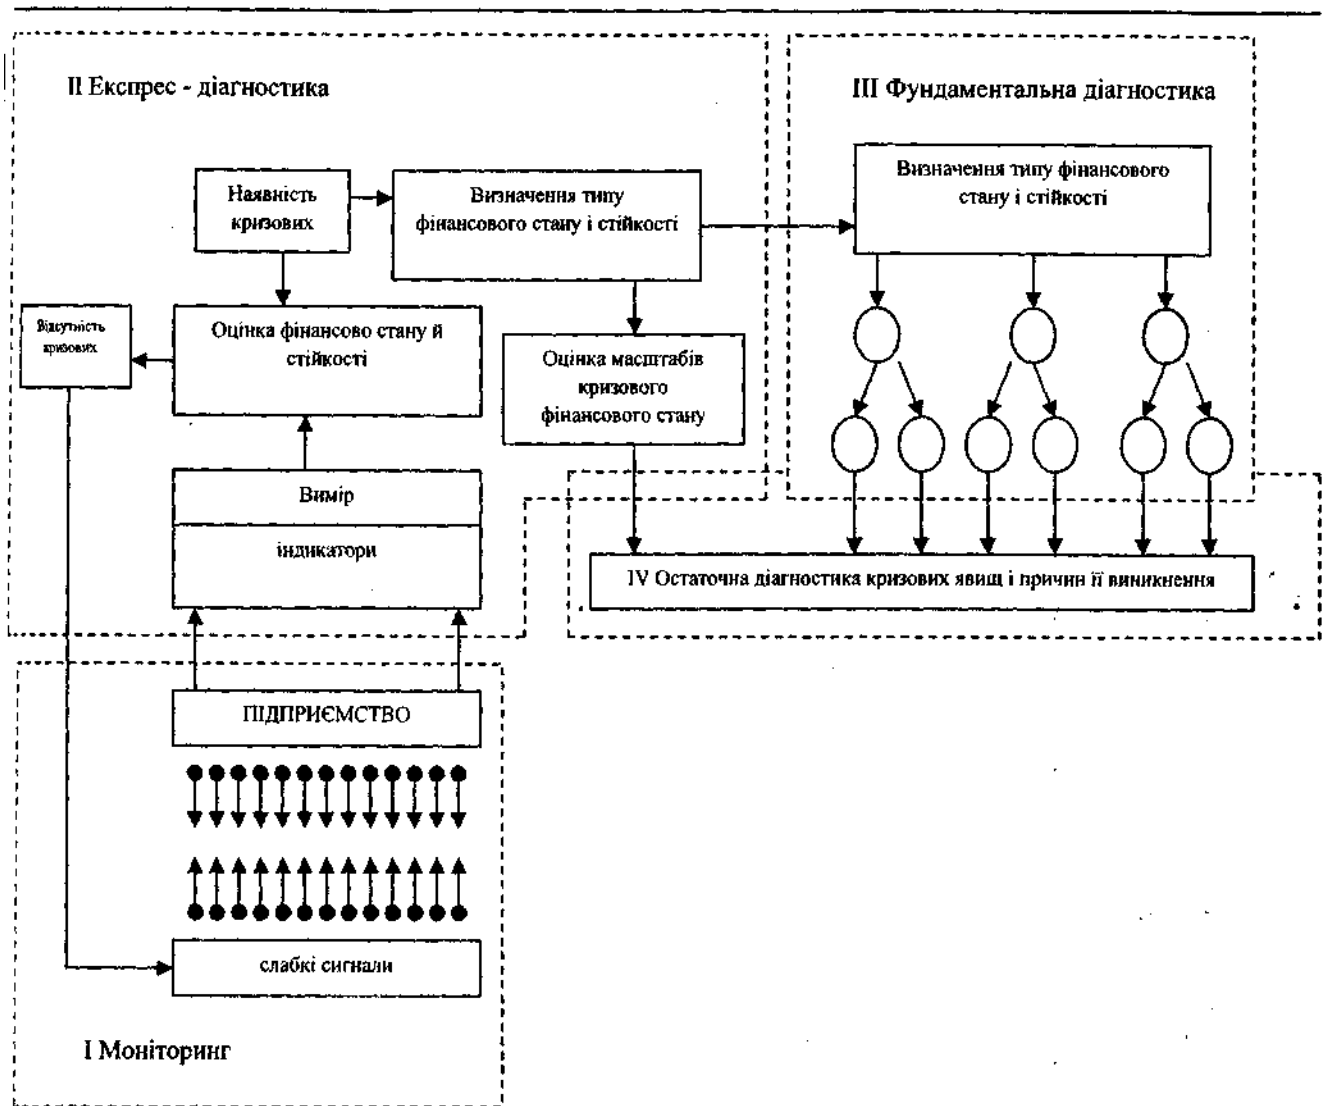 II Експрес - діагностика
III Фундаментальна діагностика
Наявність
кризових
Визначення типу
фінансового стану і стійкості
Визначення типу фінансового
стану і стійкості
Відсутність
кризових
Оцінка фінансово стану й
стійкості
Оцінка масштабів
кризового
фінансового стану
Вимір
індикатори
IV Остаточна діагностика кризових явищ і причин її виникнення
ПІДПРИЄМСТВО
слабкі сигнали
I Моніторинг